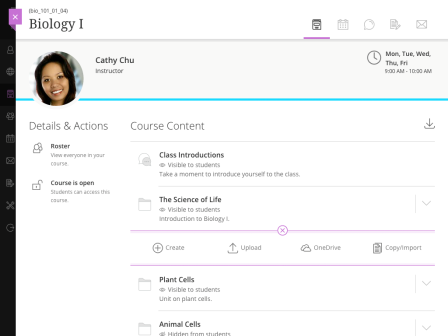 (bio_101_01_04)
Biology I
Cathy Chu
Instructor
Mon, Tue, Wed,
Thu, Fri
9:00 AM - 10:00 AM
Details & Actions
Roster
View everyone in your
course.
Course is open
Students can access this
course.
Course Content
Class Introductions
Visible to students
Take a moment to introduce yourself to the class.
The Science of Life
Visible to students
Introduction to Biology I.
Create
Upload
OneDrive
Copy/Import
Plant Cells
Visible to students
Unit on plant cells.
Animal Cells
Hidden from students